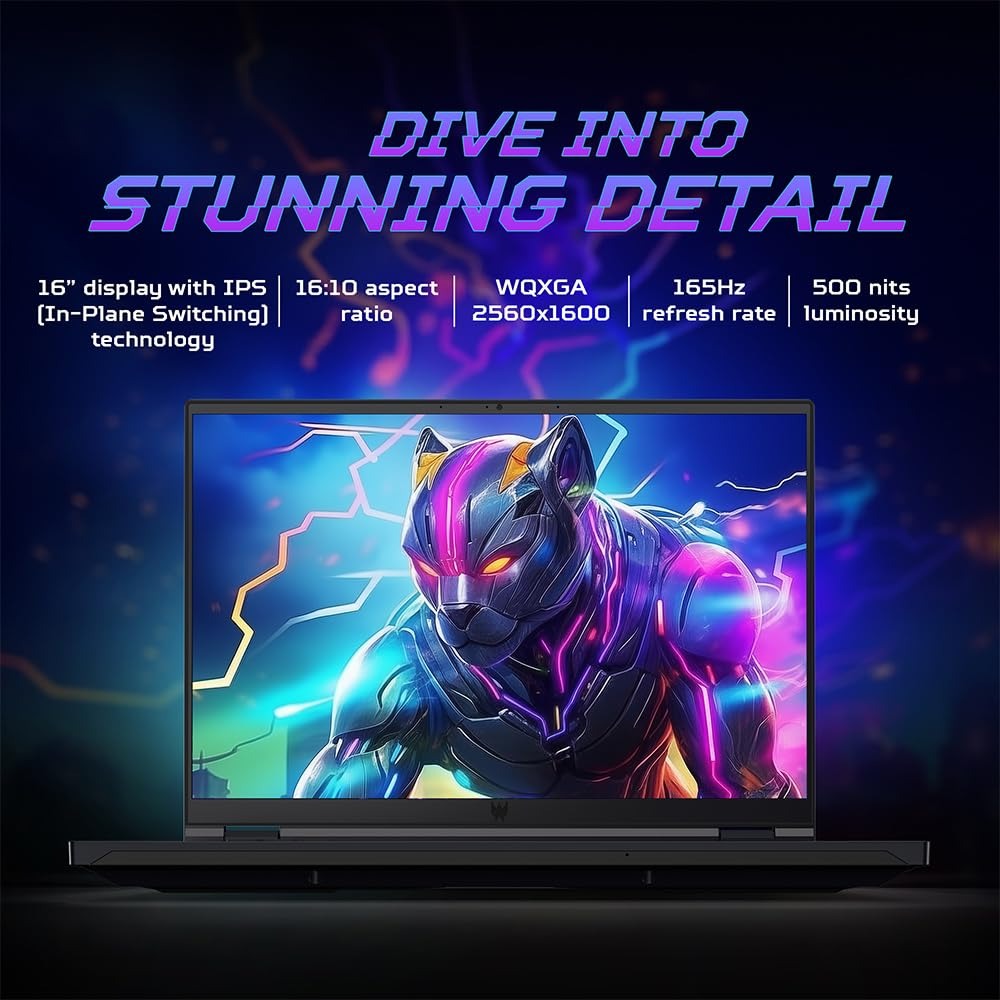 DIVE INTO
STUNNING DETAIL
16” display with IPS
(In-Plane Switching)
technology
16:10 aspect
ratio
WQXGA
2560x1600
165Hz
refresh rate
500 nits
luminosity